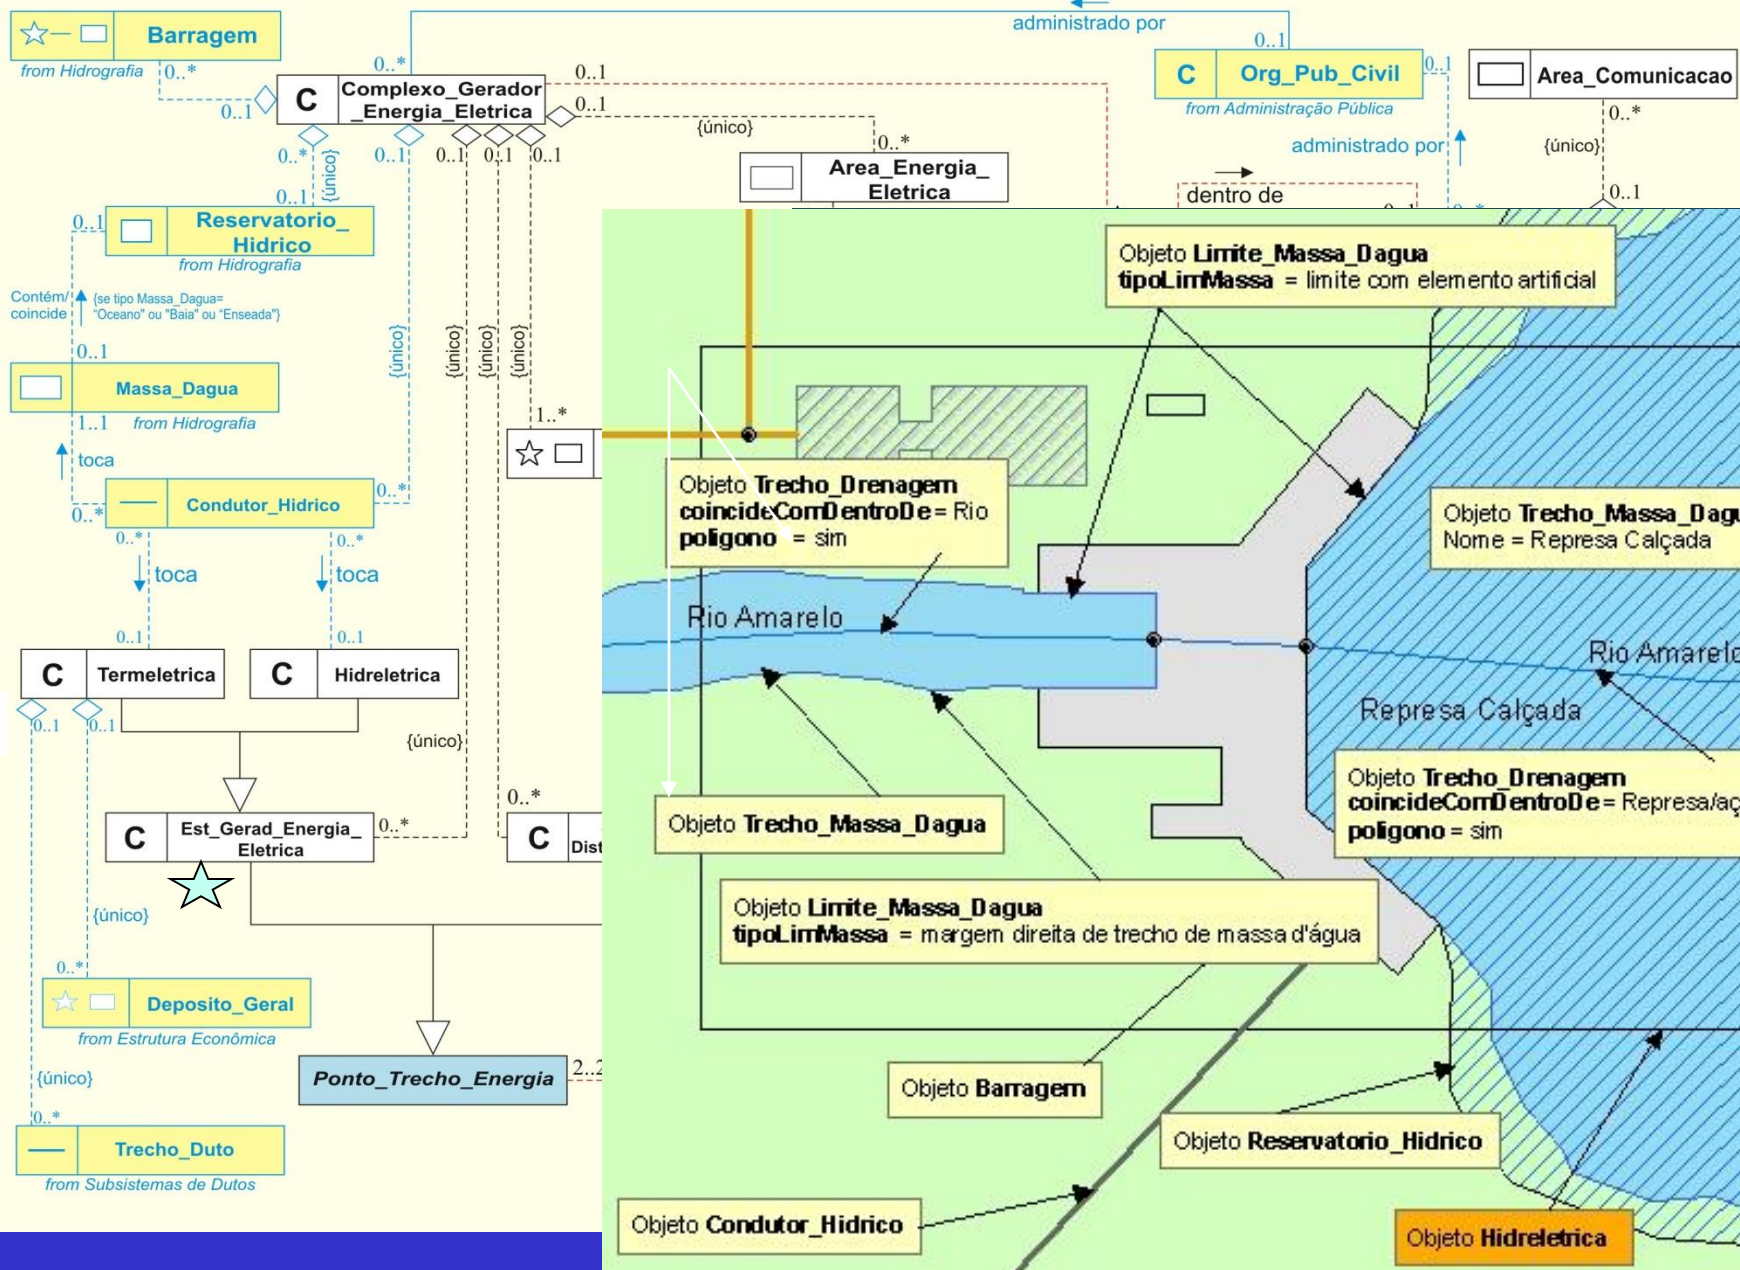 Barragem
from Hidrografia
0..*
0..1
administrado por
0..1
0..*
C
Complexo_Gerador
_Energia_Eletrica
0..1
0..1
{único}
0..*
Area_Energia_
Eletrica
C
Org_Pub_Civil
from Administração Pública
0..1
administrado por
Area_Comunicacao
0..*
{único}
0..1
dentro de
0..*
{único}
0..1
0..1
0..1
0..1
0..1
Reservatorio_
Hidrico
from Hidrografia
0..1
Contém/
coincide
{se tipo Massa_Dagua=
"Oceano" ou "Baia" ou "Enseada"}
0..1
{único}
{único}
{único}
{único}
Massa_Dagua
from Hidrografia
1..1
toca
0..*
1..*
Condutor_Hidrico
0..*
0..*
0..*
toca
toca
0..1
0..1
C
Termeletrica
C
Hidreletrica
0..1
0..1
{único}
C
Est_Gerad_Energia_
Eletrica
0..*
0..*
C
Dist
{único}
0..*
Deposito_Geral
from Estrutura Econômica
Ponto_Trecho_Energia
2..2
{único}
0..*
Trecho_Duto
from Subsistemas de Dutos
Objeto Limite_Massa_Dagua
tipoLimMassa = limite com elemento artificial
Objeto Trecho_Drenagem
coincideComDentroDe = Rio
poligono = sim
Objeto Trecho_Massa_Dagu
Nome = Represa Calçada
Rio Amarelo
Rio Amarelo
Represa Calçada
Objeto Trecho_Drenagem
coincideComDentroDe = Represa/aç
poligono = sim
Objeto Trecho_Massa_Dagua
Objeto Limite_Massa_Dagua
tipoLimMassa = margem direita de trecho de massa d'água
Objeto Barragem
Objeto Reservatorio_Hidrico
Objeto Condutor_Hidrico
Objeto Hidreletrica